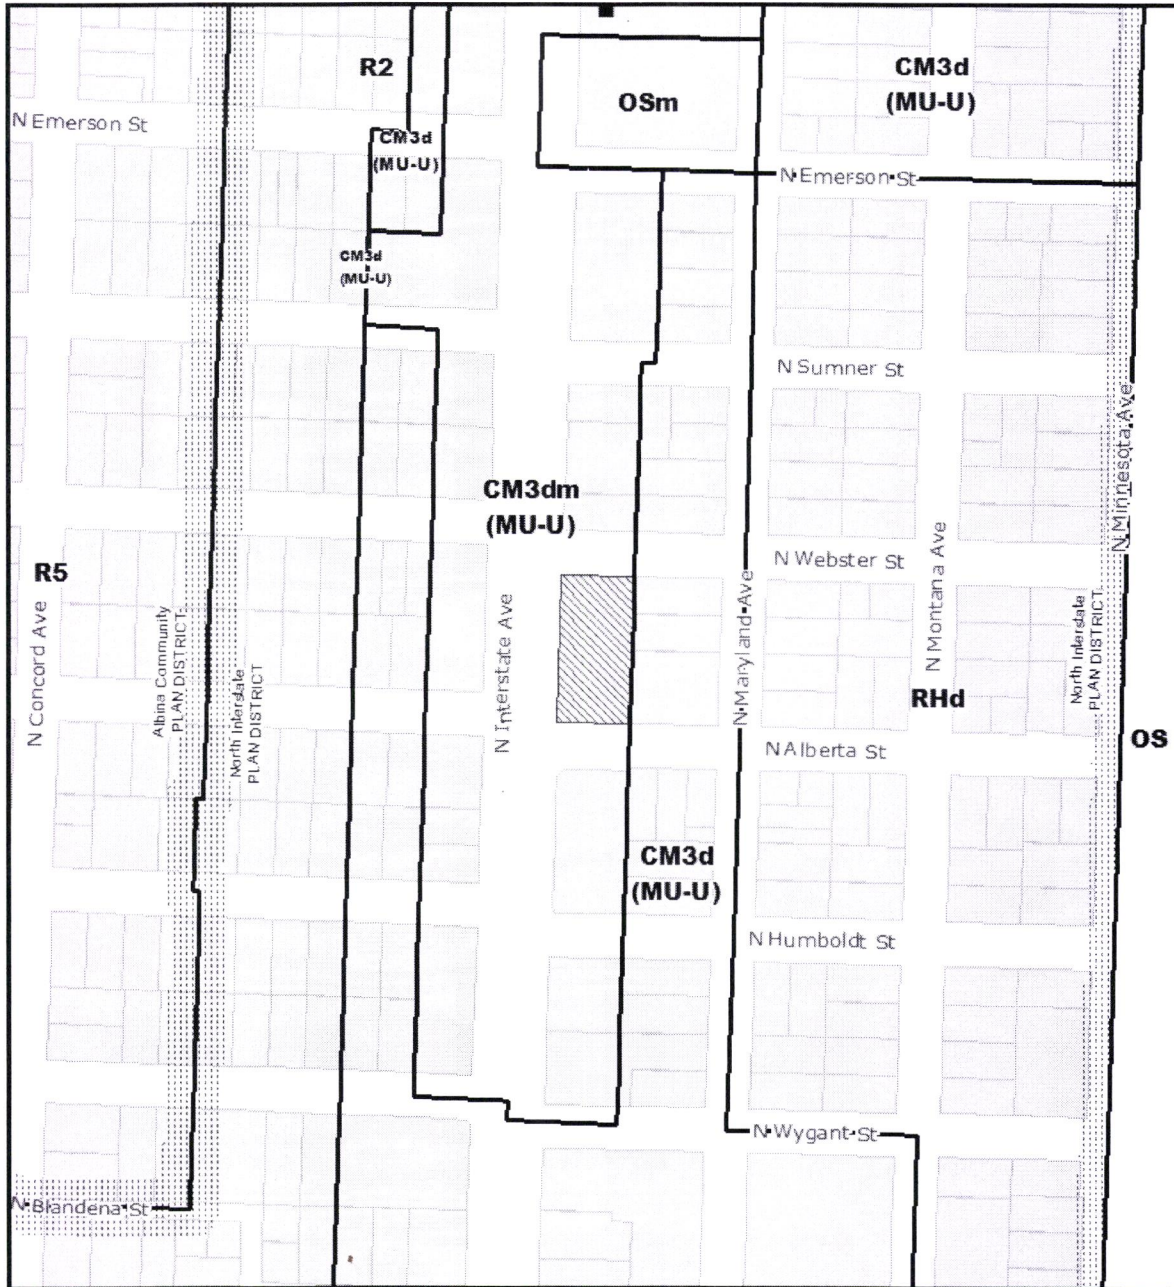 R2
CM3d
(MU-U)
OSm
N Emerson St
CM3d
(MU-U)
N Emerson St
CM3d
(MU-U)
N Sumner St
N Minnesota Ave
CM3dm
(MU-U)
N Webster St
N Montana Ave
R5
N Concord Ave
Albina Community
PLAN DISTRICT
North Interstate
PLAN DISTRICT
N Interstate Ave
N Maryland Ave
North Interstate
PLAN DISTRICT
RHd
OS
N Alberta St
CM3d
(MU-U)
N Humboldt St
N Wygant St
N Blandena St